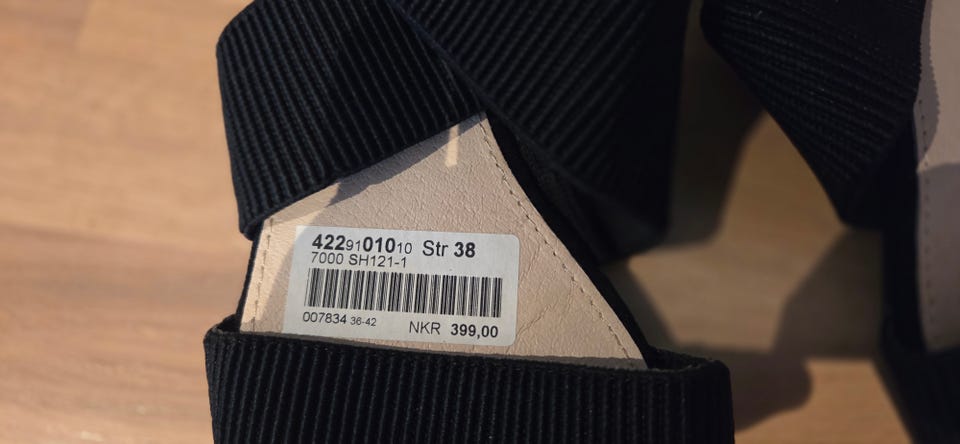 4229101010 Str 38
7000 SH121-1
007834 36-42 NKR 399,00